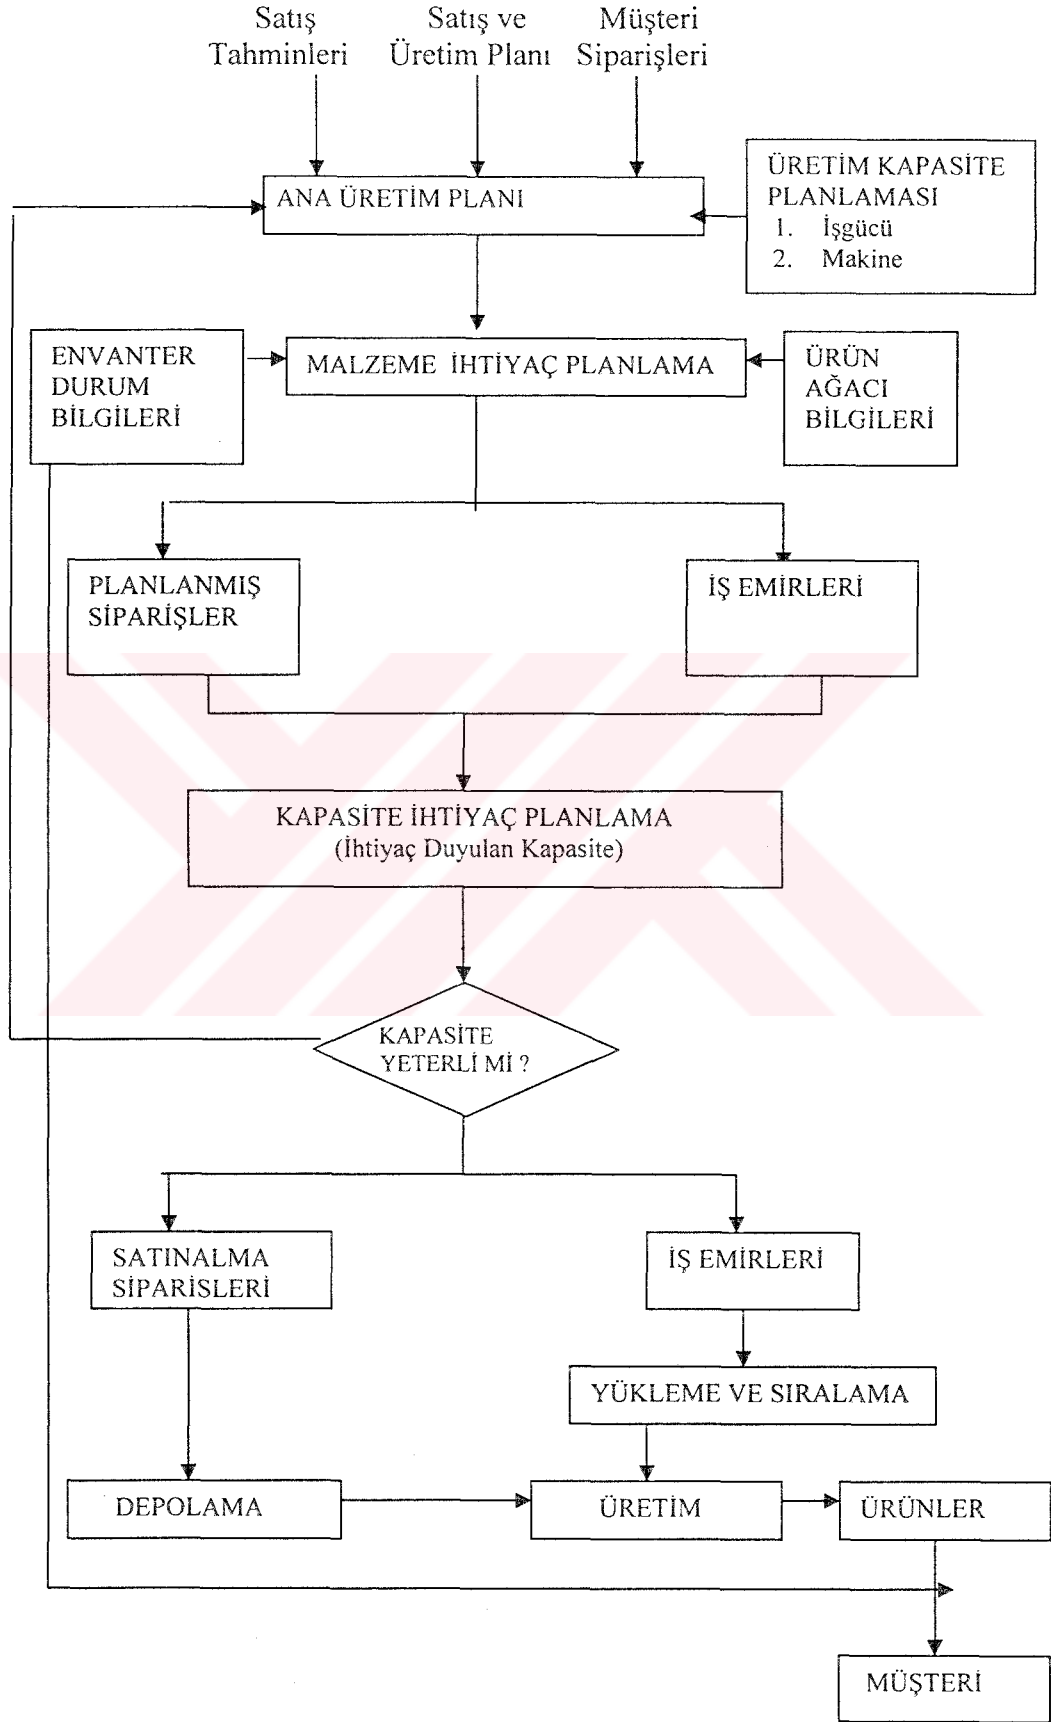 Satış
Tahminleri
Satış ve
Üretim Planı
Müşteri
Siparişleri
ANA ÜRETİM PLANI
ÜRETİM KAPASİTE
PLANLAMASI
1. İşgücü
2. Makine
ENVANTER
DURUM
BİLGİLERİ
MALZEME İHTİYAÇ PLANLAMA
ÜRÜN
AĞACI
BİLGİLERİ
PLANLANMIŞ
SİPARİŞLER
İŞ EMİRLERİ
KAPASİTE İHTİYAÇ PLANLAMA
(İhtiyaç Duyulan Kapasite)
KAPASİTE
YETERLİ Mİ ?
SATINALMA
SİPARİSLERİ
İŞ EMİRLERİ
YÜKLEME VE SIRALAMA
DEPOLAMA
ÜRETİM
ÜRÜNLER
MÜŞTERİ